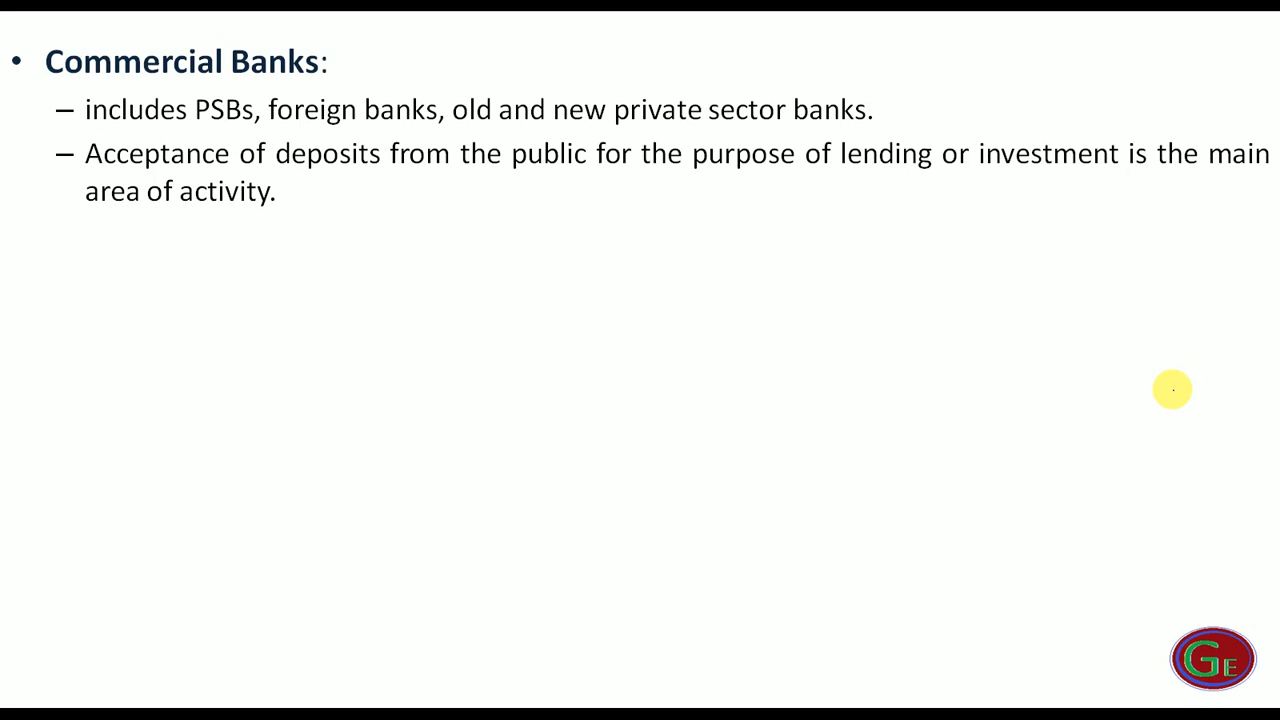 • Commercial Banks:
– includes PSBs, foreign banks, old and new private sector banks.
– Acceptance of deposits from the public for the purpose of lending or investment is the main
area of activity.
GE